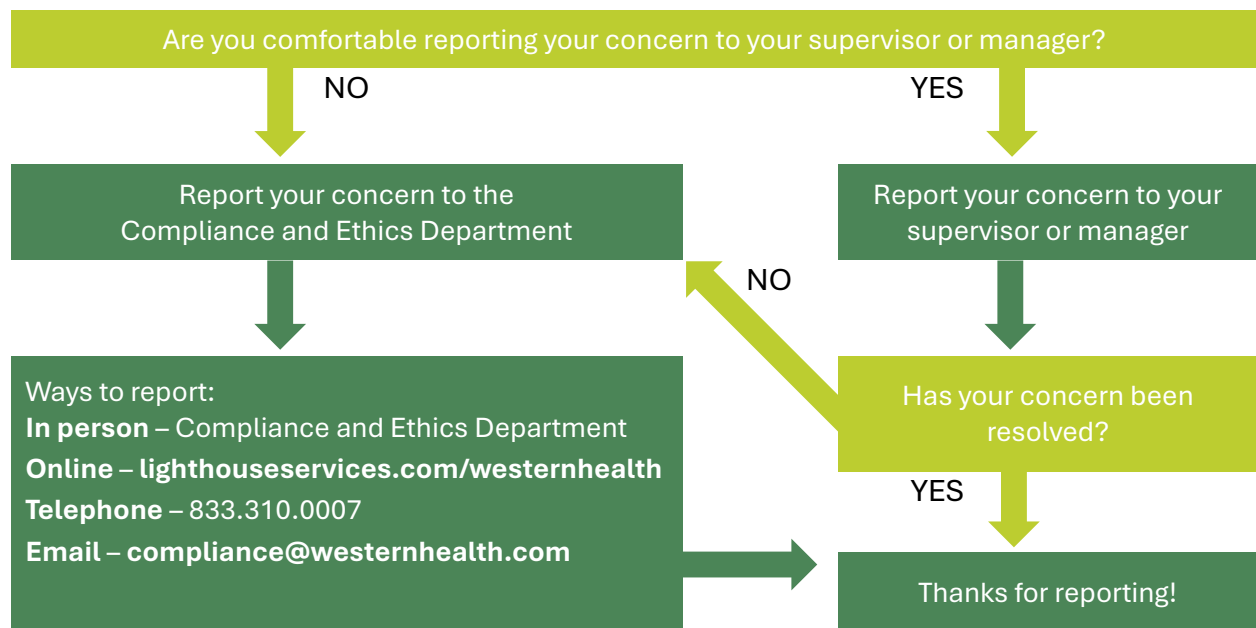 Are you comfortable reporting your concern to your supervisor or manager?
NO
YES
Report your concern to the
Compliance and Ethics Department
Report your concern to your
supervisor or manager
NO
Ways to report:
In person – Compliance and Ethics Department
Online – lighthouseservices.com/westernhealth
Telephone – 833.310.0007
Email – compliance@westernhealth.com
Has your concern been
resolved?
YES
Thanks for reporting!